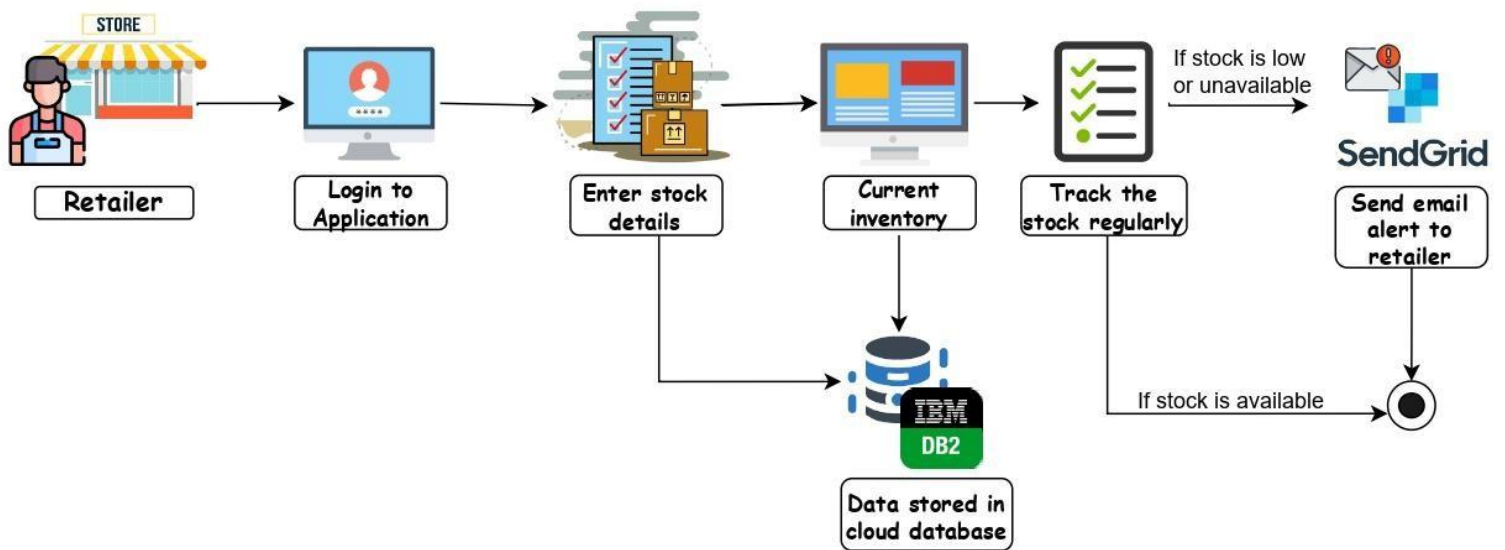 STORE
Retailer
Login to
Application
Enter stock
details
Current
inventory
Track the
stock regularly
If stock is low
or unavailable
SendGrid
Send email
alert to
retailer
If stock is available
IBM
DB2
Data stored in
cloud database